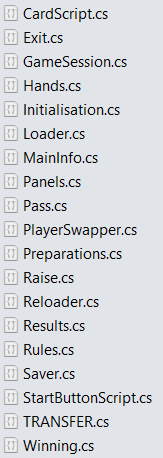 CardScript.cs
Exit.cs
GameSession.cs
Hands.cs
Initialisation.cs
Loader.cs
MainInfo.cs
Panels.cs
Pass.cs
PlayerSwapper.cs
Preparations.cs
Raise.cs
Reloader.cs
Results.cs
Rules.cs
Saver.cs
StartButtonScript.cs
TRANSFER.cs
Winning.cs